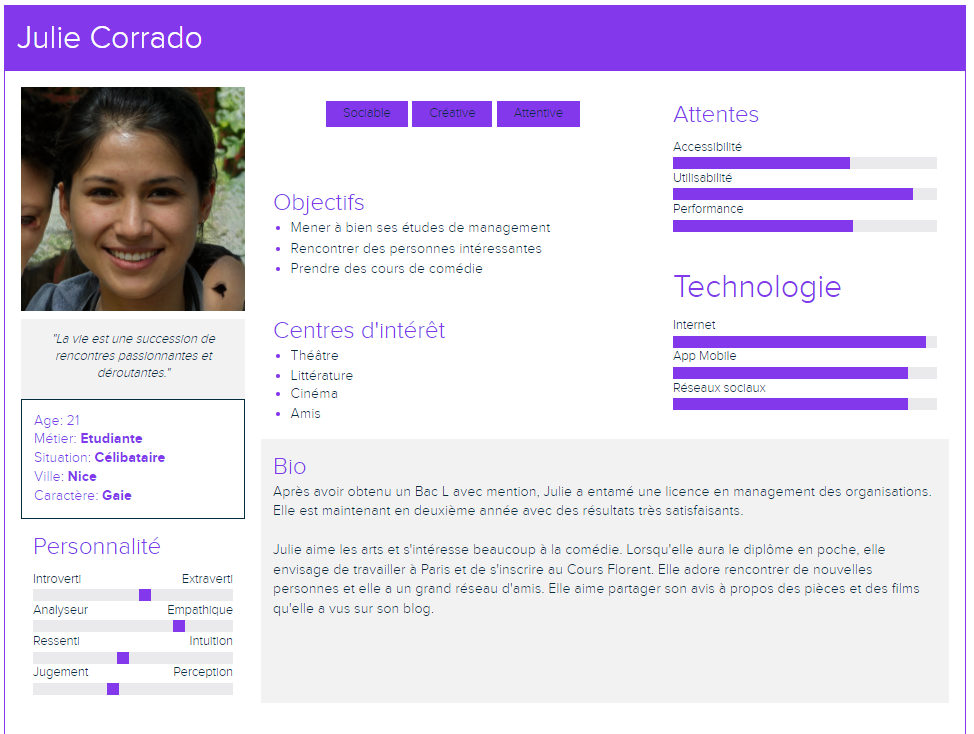 Julie Corrado
"La vie est une succession de
rencontres passionnantes et
déroutantes."
Age: 21
Métier: Etudiante
Situation: Célibataire
Ville: Nice
Caractère: Gaie
Personnalité
Introverti Extraverti
Analyseur Empathique
Ressenti Intuition
Jugement Perception
Sociable Créative Attentive
Objectifs
Mener à bien ses études de management
Rencontrer des personnes intéressantes
Prendre des cours de comédie
Centres d'intérêt
Théâtre
Littérature
Cinéma
Amis
Attentes
Accessibilité
Utilisabilité
Performance
Technologie
Internet
App Mobile
Réseaux sociaux
Bio
Après avoir obtenu un Bac L avec mention, Julie a entamé une licence en management des organisations.
Elle est maintenant en deuxième année avec des résultats très satisfaisants.
Julie aime les arts et s'intéresse beaucoup à la comédie. Lorsqu'elle aura le diplôm en poche, elle
envisage de travailler à Paris et de s'inscrire au Cours Florent. Elle adore rencontrer de nouvelles
personnes et elle a un grand réseau d'amis. Elle aime partager son avis à propos des pièces et des films
qu'elle a vus sur son blog.